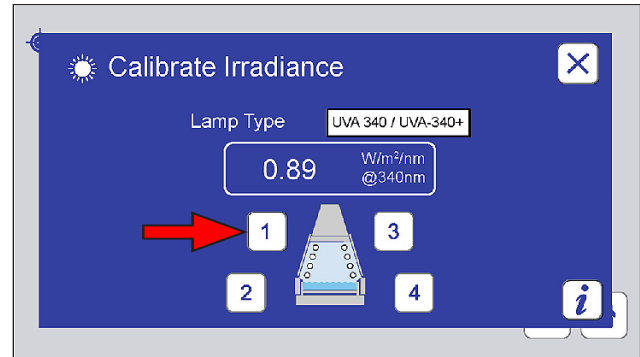 Calibrate Irradiance
Lamp Type UVA 340 / UVA-340+
0.89 W/m²/nm
@340nm
1 3
2 4
i